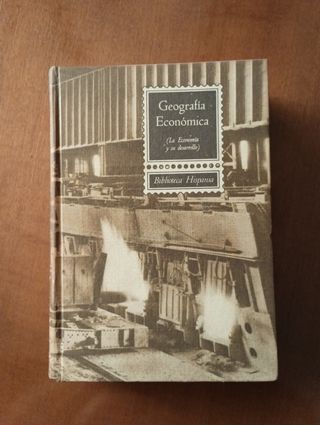 Geografía
Económica
(La Economía
y su desarrollo)
Biblioteca Hispania